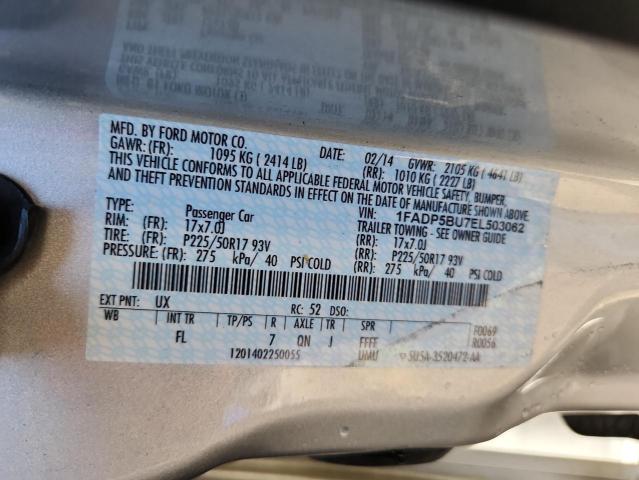 MFD. BY FORD MOTOR CO.
DATE: 02/14 GVWR: 2105 KG ( 4641 LB)
GAWR: (FR): 1095 KG ( 2414 LB) (RR): 1010 KG ( 2227 LB)
THIS VEHICLE CONFORMS TO ALL APPLICABLE FEDERAL MOTOR VEHICLE SAFETY, BUMPER,
AND THEFT PREVENTION STANDARDS IN EFFECT ON THE DATE OF MANUFACTURE SHOWN ABOVE.
VIN: 1FADP5BU7EL503062
TYPE: Passenger Car TRAILER TOWING - SEE OWNER GUIDE
RIM: (FR): 17x7.0J (RR): 17x7.0J
TIRE: (FR): P225/50R17 93V (RR): P225/50R17 93V
PRESSURE: (FR): 275 kPa/ 40 PSI COLD (RR): 275 kPa/ 40 PSI COLD
EXT PNT: UX RC: 52 DSO:
WB INT TR TP/PS R AXLE TR SPR F0069
FL 7 QN J FFFF R0056
1201402250055 UMU 5U5A-3520472-AA